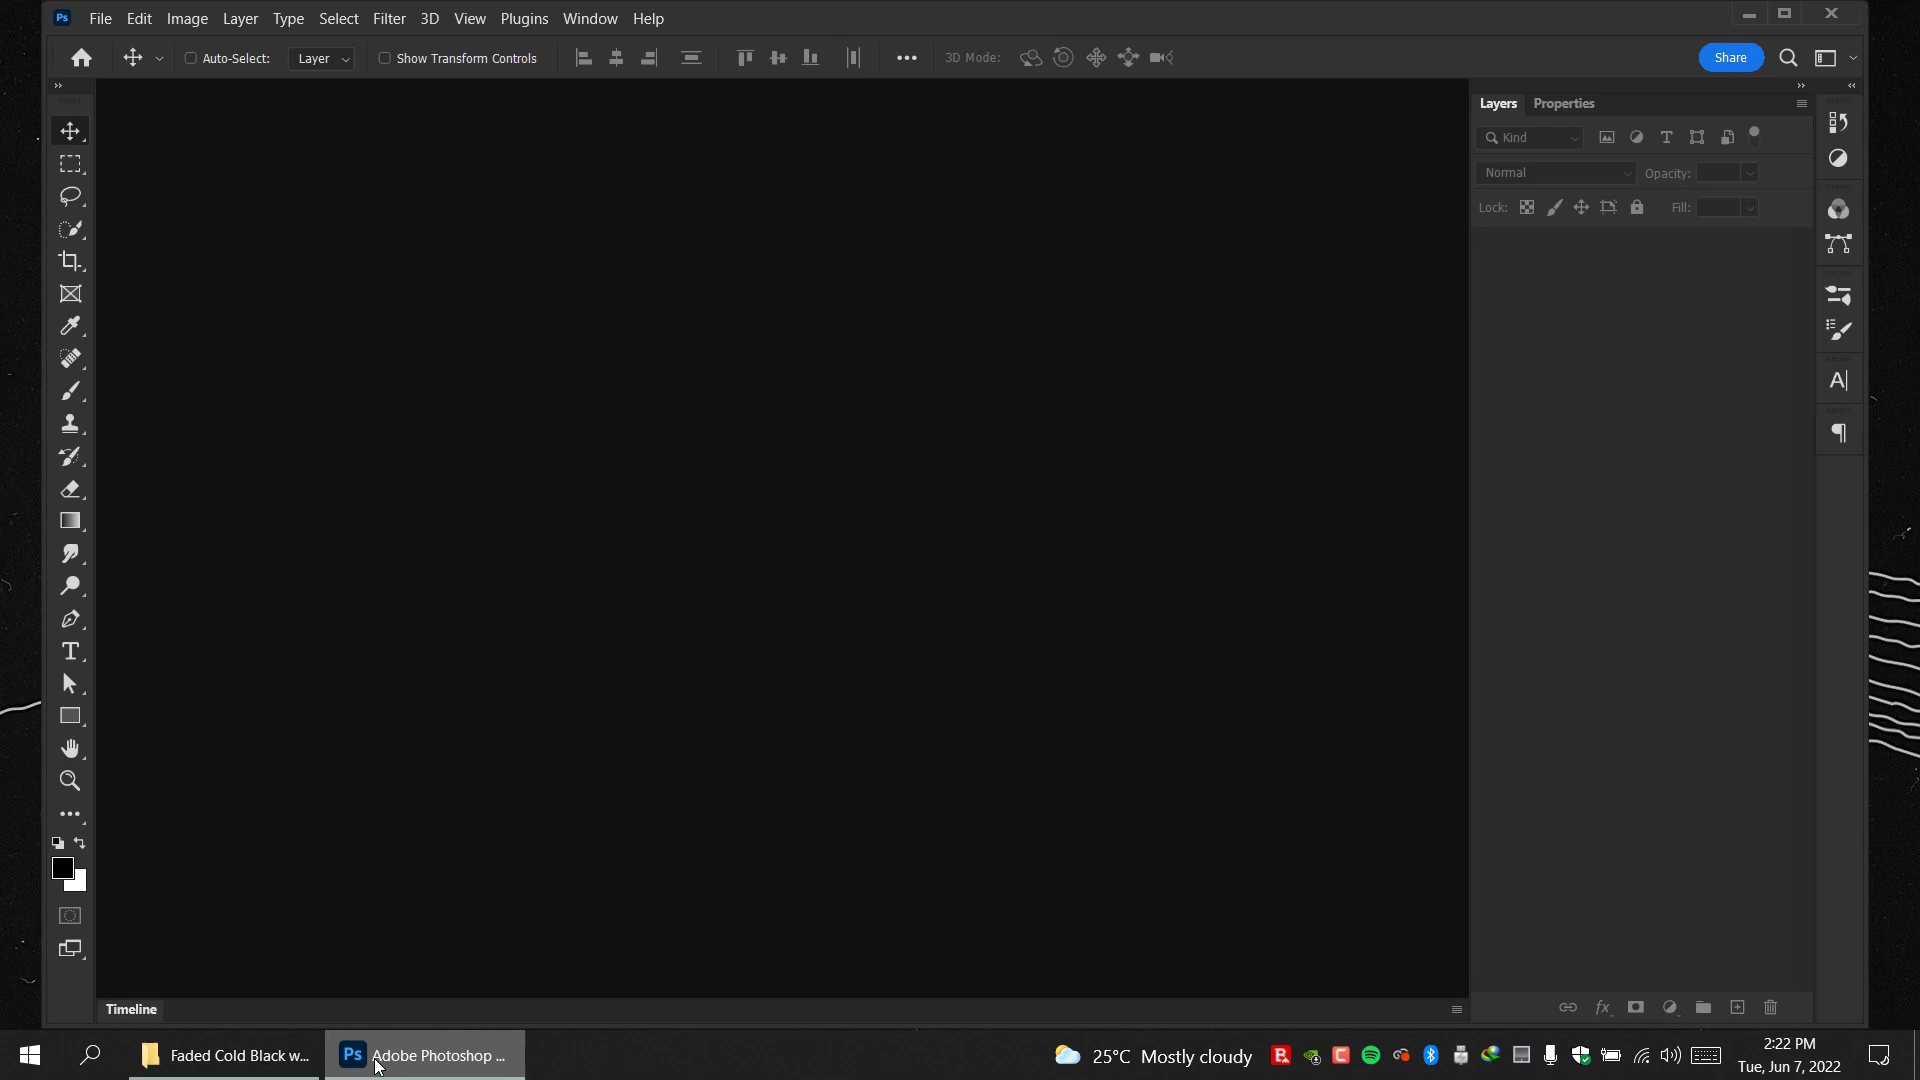 Ps File Edit Image Layer Type Select Filter 3D View Plugins Window Help
Auto-Select: Layer Show Transform Controls 3D Mode: Share
Layers Properties
Kind
Normal Opacity:
Lock: Fill:
Timeline
Faded Cold Black w... Ps Adobe Photoshop ... 25°C Mostly cloudy 2:22 PM
Tue, Jun 7, 2022